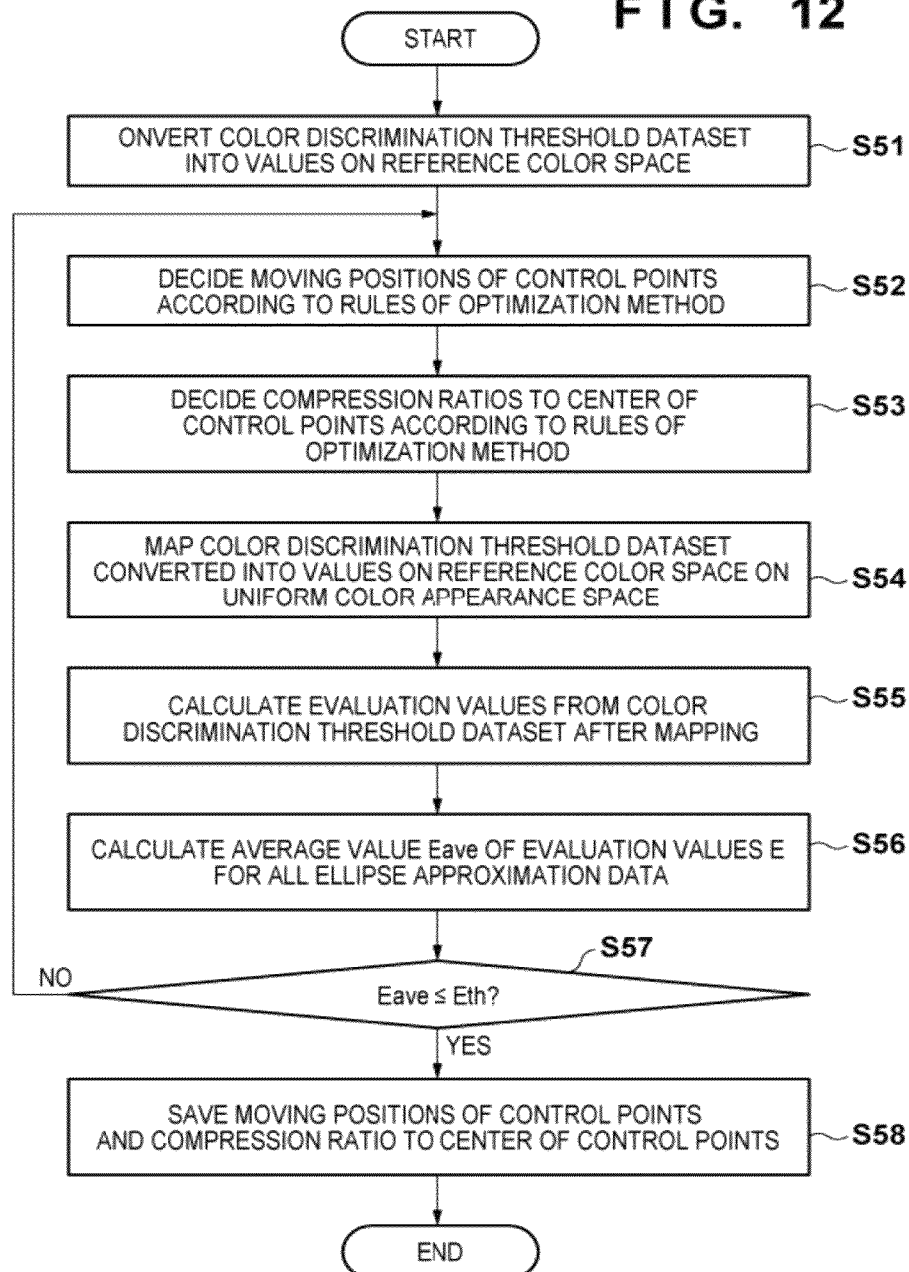 FIG. 12
START
ONVERT COLOR DISCRIMINATION THRESHOLD DATASET
INTO VALUES ON REFERENCE COLOR SPACE
S51
DECIDE MOVING POSITIONS OF CONTROL POINTS
ACCORDING TO RULES OF OPTIMIZATION METHOD
S52
DECIDE COMPRESSION RATIOS TO CENTER OF
CONTROL POINTS ACCORDING TO RULES OF
OPTIMIZATION METHOD
S53
MAP COLOR DISCRIMINATION THRESHOLD DATASET
CONVERTED INTO VALUES ON REFERENCE COLOR SPACE ON
UNIFORM COLOR APPEARANCE SPACE
S54
CALCULATE EVALUATION VALUES FROM COLOR
DISCRIMINATION THRESHOLD DATASET AFTER MAPPING
S55
CALCULATE AVERAGE VALUE Eave OF EVALUATION VALUES E
FOR ALL ELLIPSE APPROXIMATION DATA
S56
S57
NO
Eave ≤ Eth?
YES
SAVE MOVING POSITIONS OF CONTROL POINTS
AND COMPRESSION RATIO TO CENTER OF CONTROL POINTS
S58
END